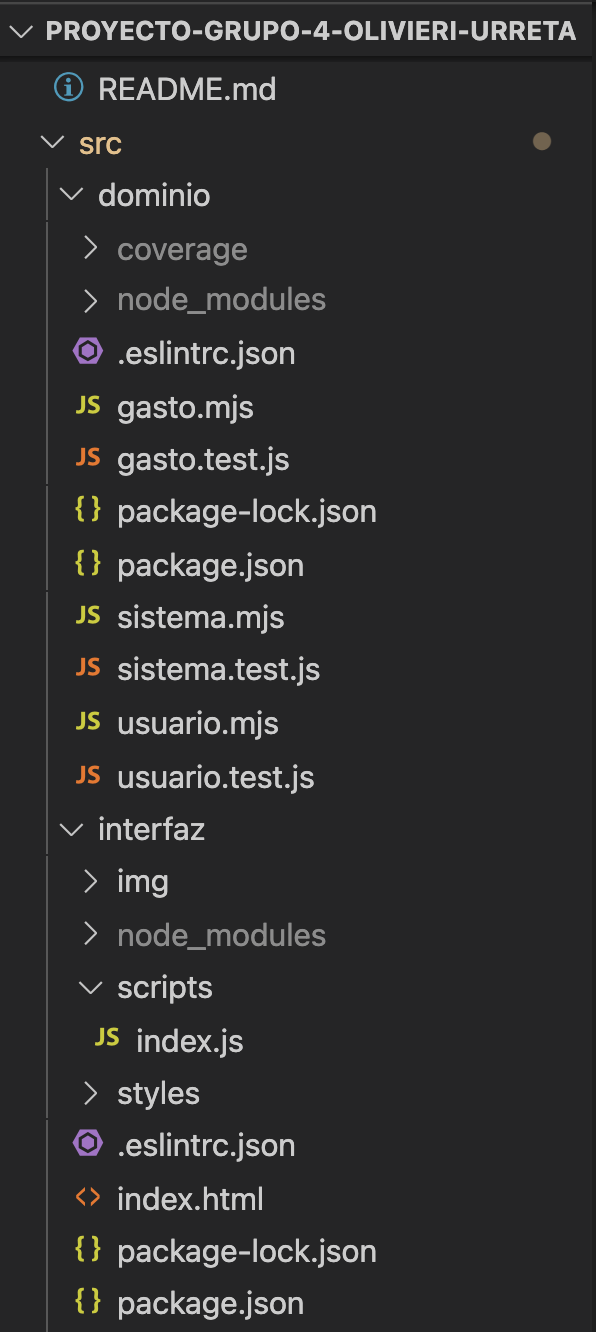 PROYECTO-GRUPO-4-OLIVIERI-URRETA
README.md
src
dominio
coverage
node_modules
.eslintrc.json
JS gasto.mjs
JS gasto.test.js
{} package-lock.json
{} package.json
JS sistema.mjs
JS sistema.test.js
JS usuario.mjs
JS usuario.test.js
interfaz
img
node_modules
scripts
JS index.js
styles
.eslintrc.json
<> index.html
{} package-lock.json
{} package.json